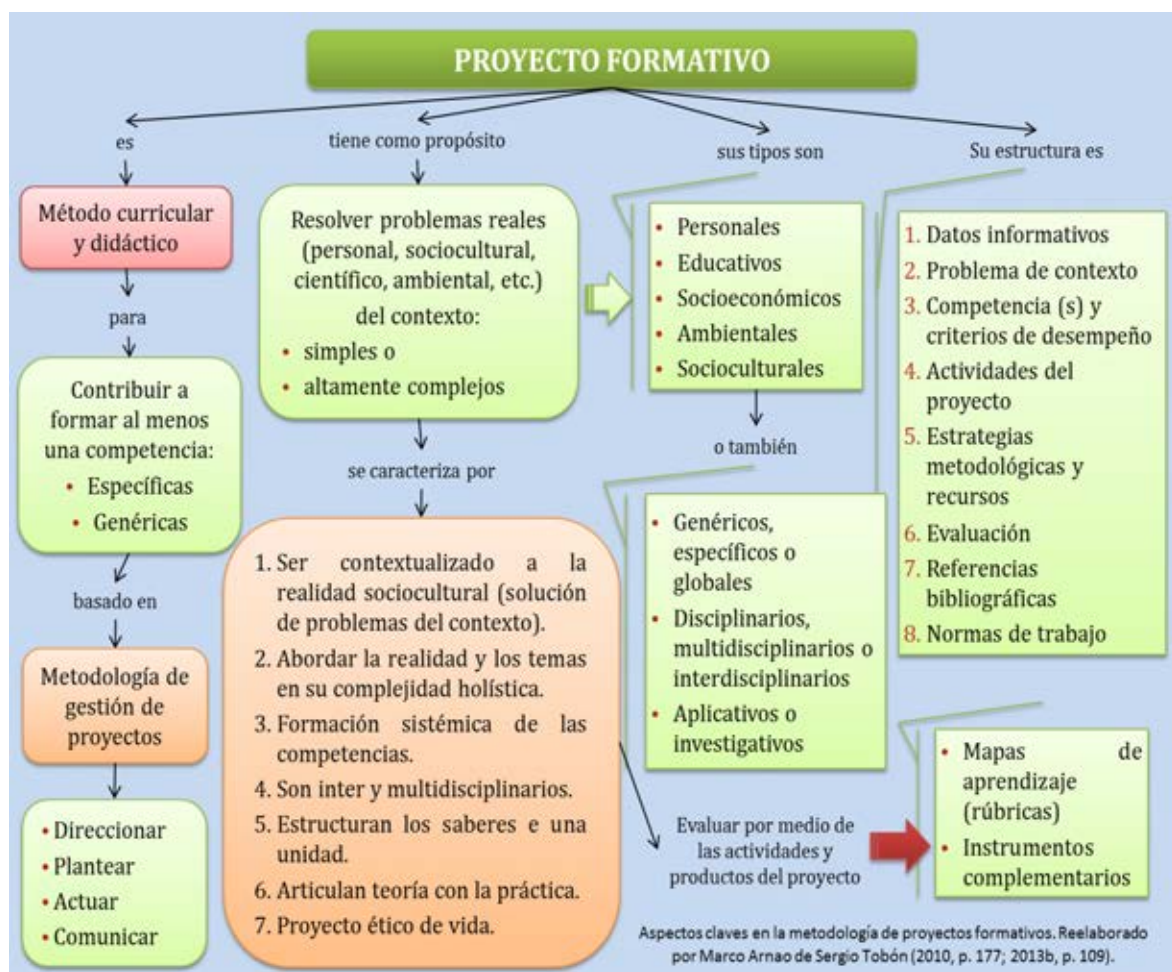 PROYECTO FORMATIVO
es
Método curricular
y didáctico
para
Contribuir a
formar al menos
una competencia:
• Específicas
• Genéricas
basado en
Metodología de
gestión de
proyectos
• Direccionar
• Plantear
• Actuar
• Comunicar
tiene como propósito
Resolver problemas reales
(personal, sociocultural,
científico, ambiental, etc.)
del contexto:
• simples o
• altamente complejos
se caracteriza por
1. Ser contextualizado a la
realidad sociocultural (solución
de problemas del contexto).
2. Abordar la realidad y los temas
en su complejidad holística.
3. Formación sistémica de las
competencias.
4. Son inter y multidisciplinarios.
5. Estructuran los saberes e una
unidad.
6. Articulan teoría con la práctica.
7. Proyecto ético de vida.
sus tipos son
• Personales
• Educativos
• Socioeconómicos
• Ambientales
• Socioculturales
o también
• Genéricos,
específicos o
globales
• Disciplinarios,
multidisciplinarios o
interdisciplinarios
• Aplicativos o
investigativos
Su estructura es
1. Datos informativos
2. Problema de contexto
3. Competencia (s) y
criterios de desempeño
4. Actividades del
proyecto
5. Estrategias
metodológicas y
recursos
6. Evaluación
7. Referencias
bibliográficas
8. Normas de trabajo
Evaluar por medio de
las actividades y
productos del proyecto
• Mapas de
aprendizaje
(rúbricas)
• Instrumentos
complementarios
Aspectos claves en la metodología de proyectos formativos. Reelaborado
por Marco Arnao de Sergio Tobón (2010, p. 177; 2013b, p. 109).